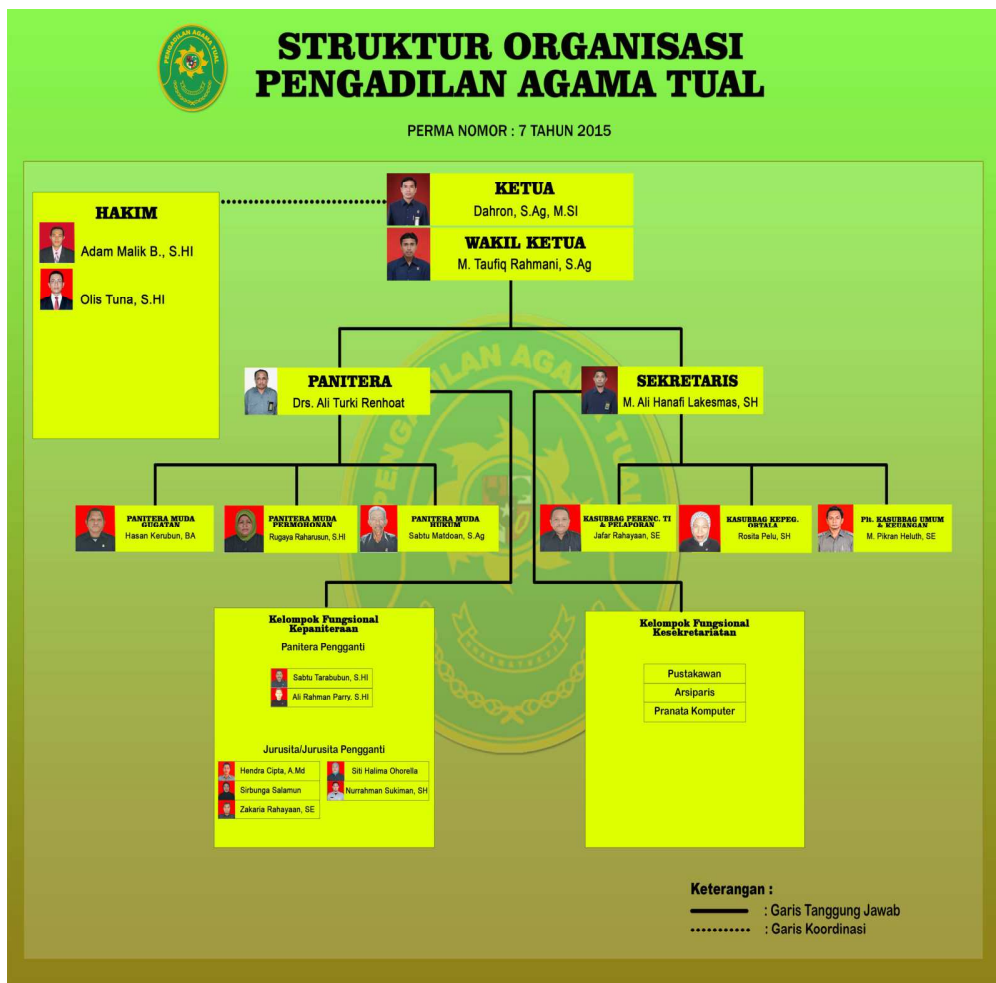 STRUKTUR ORGANISASI
PENGADILAN AGAMA TUAL
PENGADILAN AGAMA TUAL
PERMA NOMOR : 7 TAHUN 2015
HAKIM
Adam Malik B., S.HI
Olis Tuna, S.HI
KETUA
Dahron, S.Ag, M.SI
WAKIL KETUA
M. Taufiq Rahmani, S.Ag
PANITERA
Drs. Ali Turki Renhoat
SEKRETARIS
M. Ali Hanafi Lakesmas, SH
PANITERA MUDA
GUGATAN
Hasan Kerubun, BA
PANITERA MUDA
PERMOHONAN
Rugaya Raharusun, S.HI
PANITERA MUDA
HUKUM
Sabtu Matdoan, S.Ag
KASUBBAG PERENC. TI
& PELAPORAN
Jafar Rahayaan, SE
KASUBBAG KEPEG.
ORTALA
Rosita Pelu, SH
Plt. KASUBBAG UMUM
& KEUANGAN
M. Pikran Heluth, SE
Kelompok Fungsional
Kepaniteraan
Panitera Pengganti
Sabtu Tarabubun, S.HI
Ali Rahman Parry. S.HI
Jurusita/Jurusita Pengganti
Hendra Cipta, A.Md
Sirbunga Salamun
Zakaria Rahayaan, SE
Siti Halima Ohorella
Nurrahman Sukiman, SH
Kelompok Fungsional
Kesekretariatan
Pustakawan
Arsiparis
Pranata Komputer
PENGADILAN AGAMA TUAL
Keterangan :
: Garis Tanggung Jawab
: Garis Koordinasi